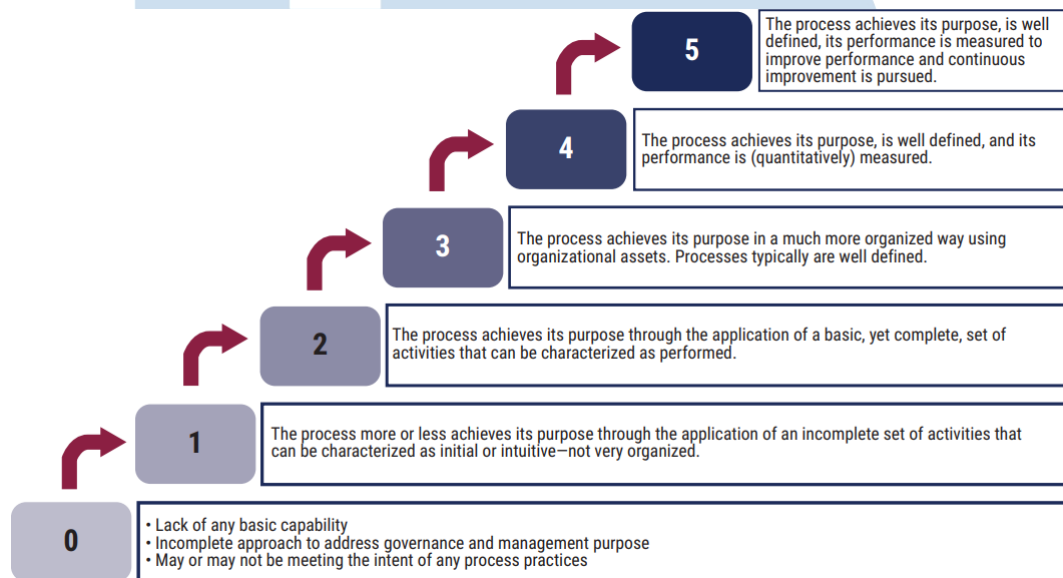 5
The process achieves its purpose, is well
defined, its performance is measured to
improve performance and continuous
improvement is pursued.
4
The process achieves its purpose, is well defined, and its
performance is (quantitatively) measured.
3
The process achieves its purpose in a much more organized way using
organizational assets. Processes typically are well defined.
2
The process achieves its purpose through the application of a basic, yet complete, set of
activities that can be characterized as performed.
1
The process more or less achieves its purpose through the application of an incomplete set of activities that
can be characterized as initial or intuitive—not very organized.
0
• Lack of any basic capability
• Incomplete approach to address governance and management purpose
• May or may not be meeting the intent of any process practices